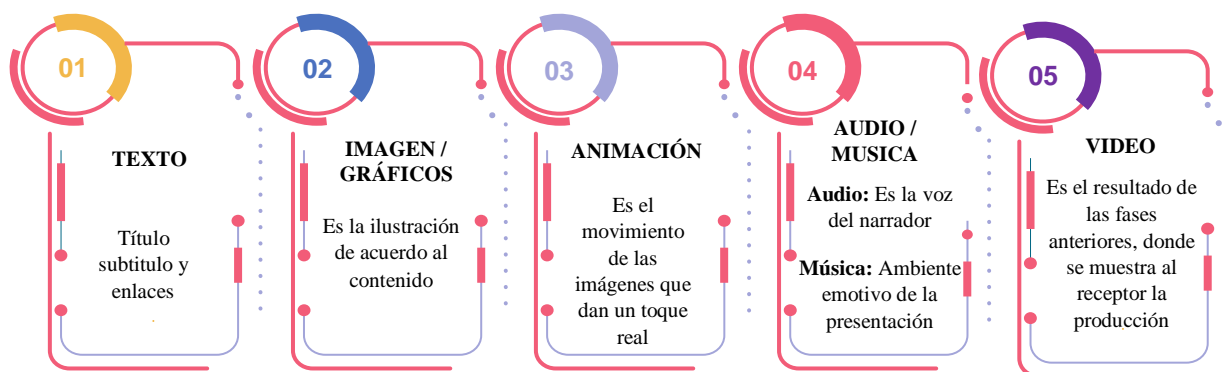 01
TEXTO
Título
subtitulo y
enlaces
02
IMAGEN /
GRÁFICOS
Es la ilustración
de acuerdo al
contenido
03
ANIMACIÓN
Es el
movimiento
de las
imágenes que
dan un toque
real
04
AUDIO /
MUSICA
Audio: Es la voz
del narrador
Música: Ambiente
emotivo de la
presentación
05
VIDEO
Es el resultado de
las fases
anteriores, donde
se muestra al
receptor la
producción